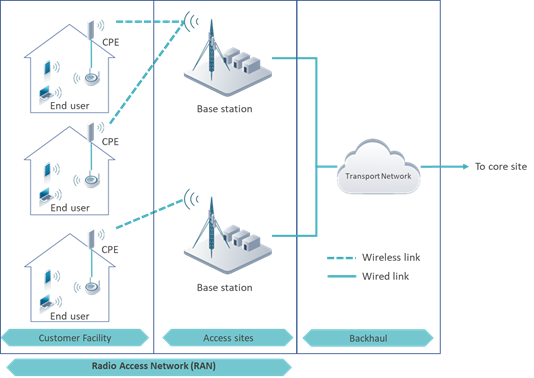 CPE
End user
CPE
End user
CPE
End user
Base station
Base station
Transport Network
To core site
Wireless link
Wired link
Customer Facility
Access sites
Backhaul
Radio Access Network (RAN)